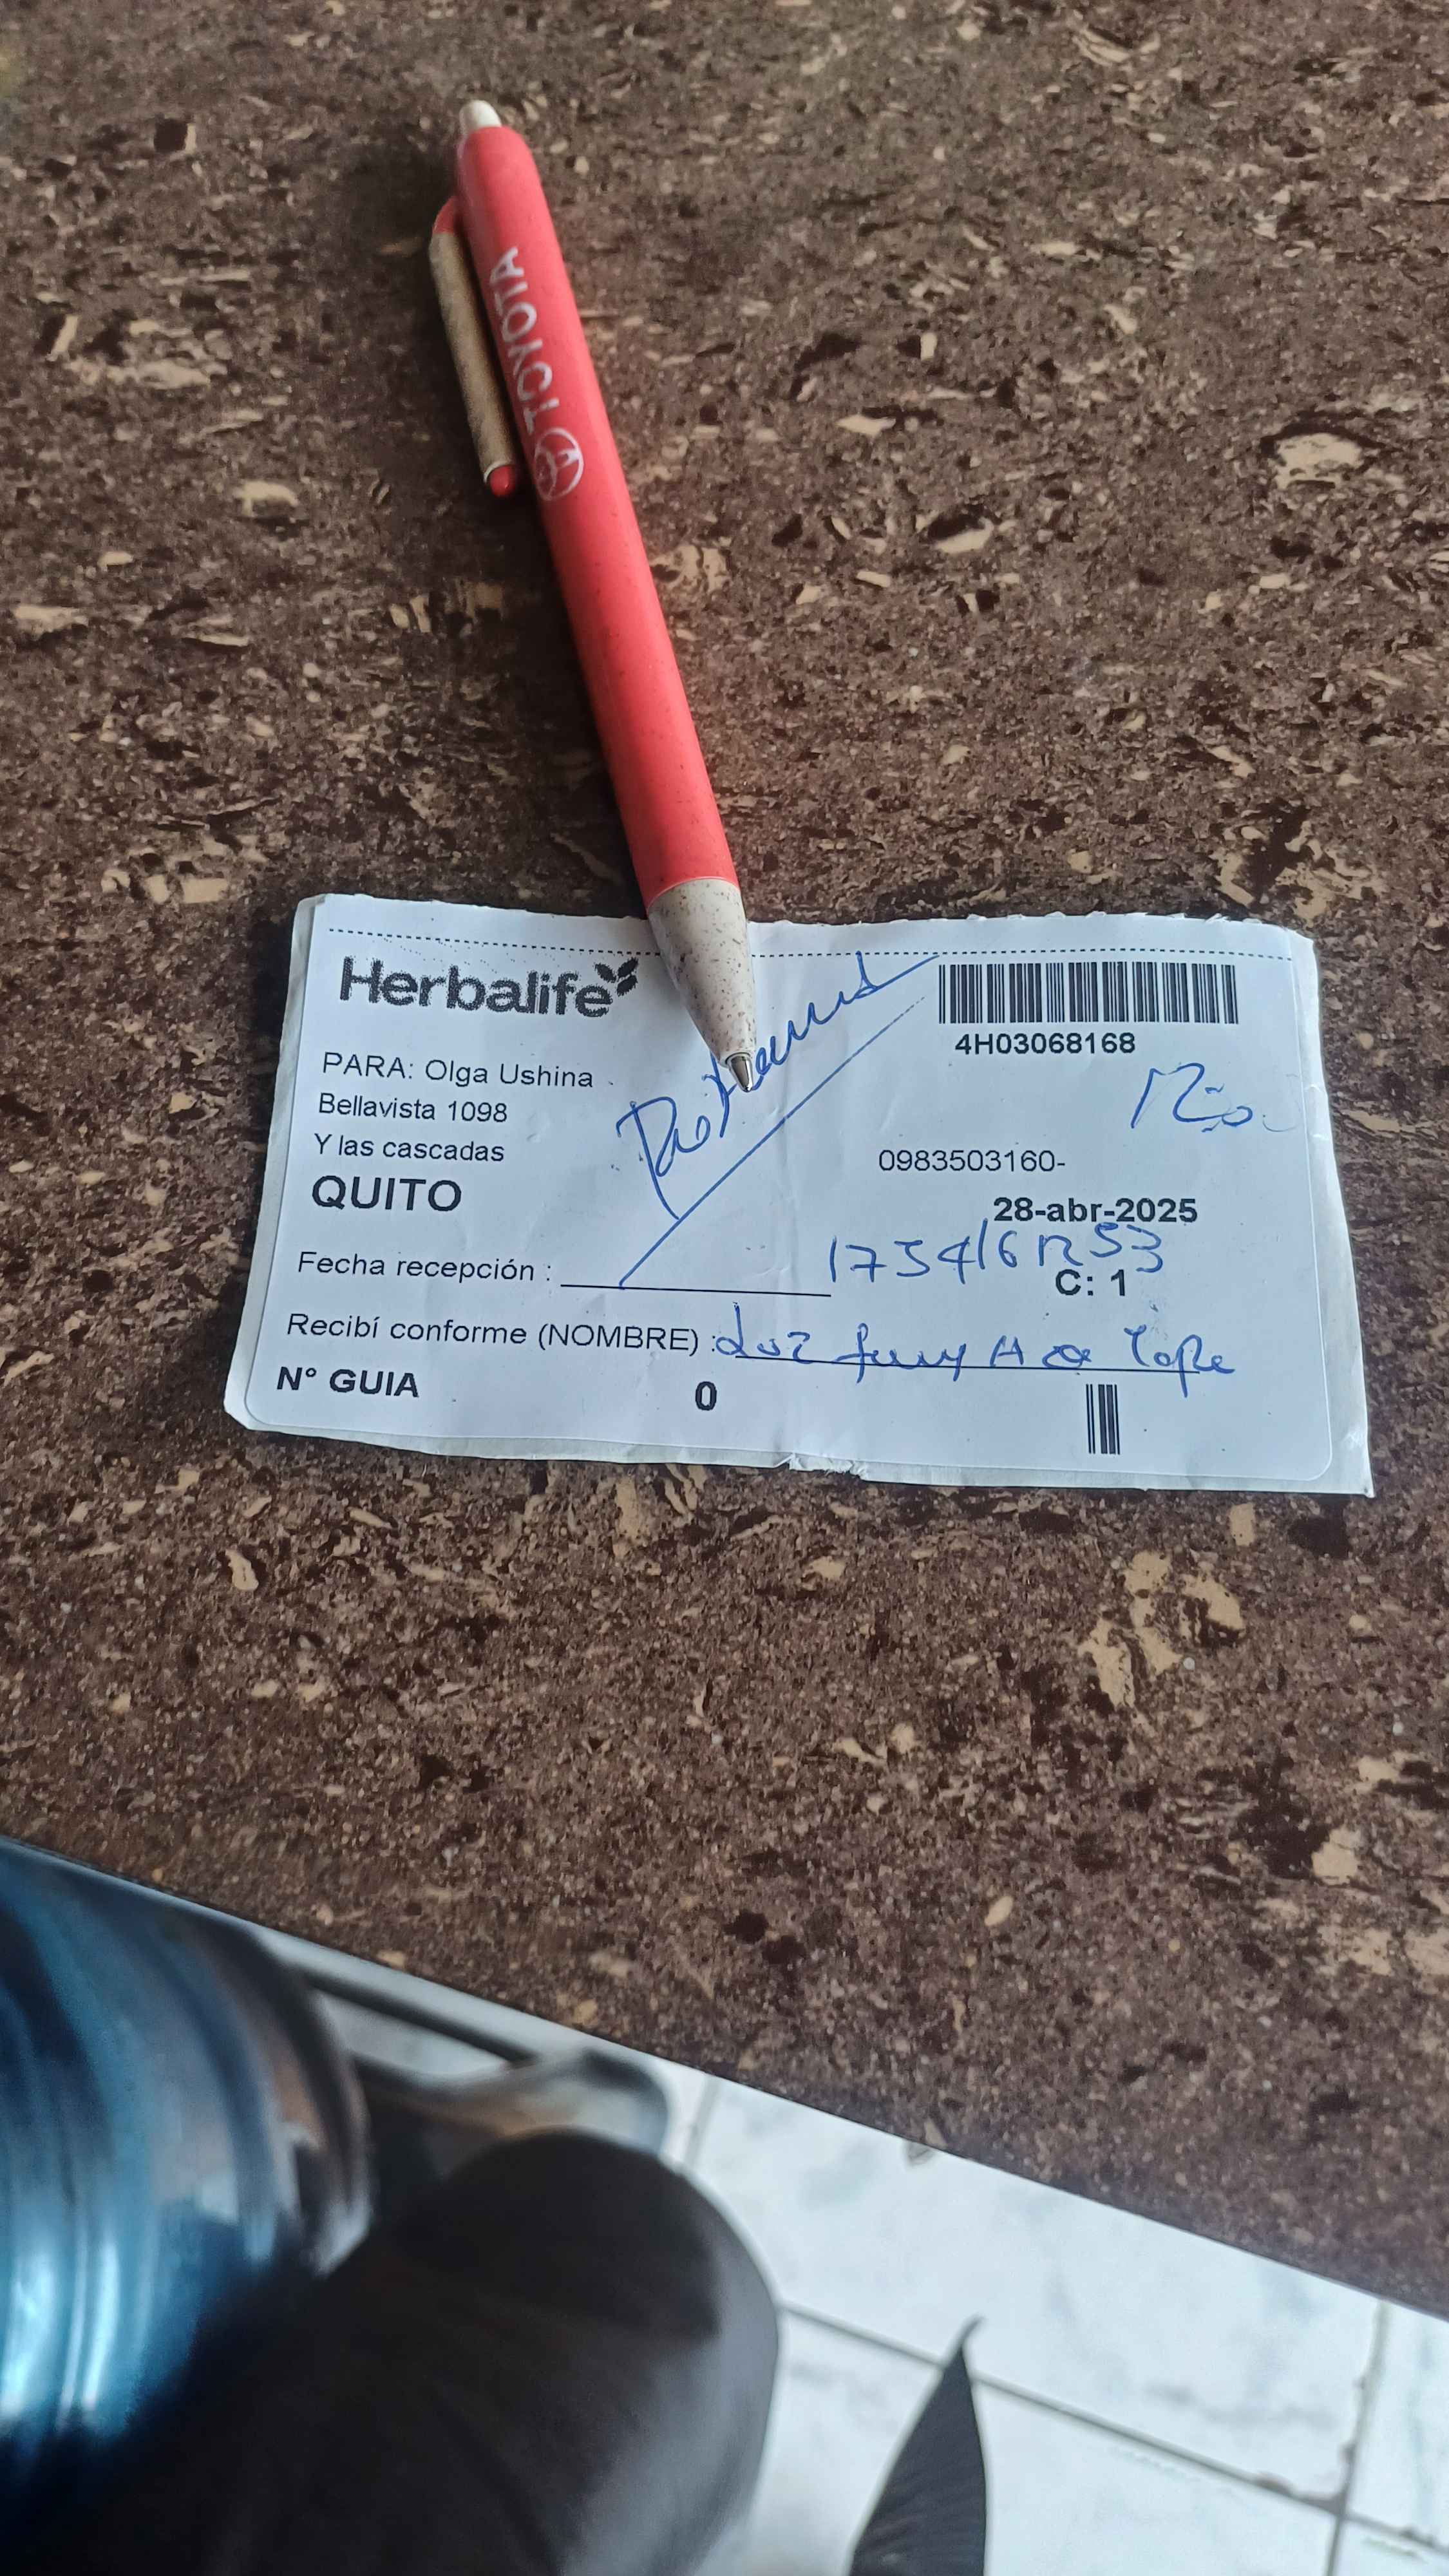 TOYOTA
Herbalife
4H03068168
PARA: Olga Ushina
Bellavista 1098
Y las cascadas
0983503160-
QUITO
28-abr-2025
Fecha recepción :
C: 1
Recibí conforme (NOMBRE) : Luz
N° GUIA 0